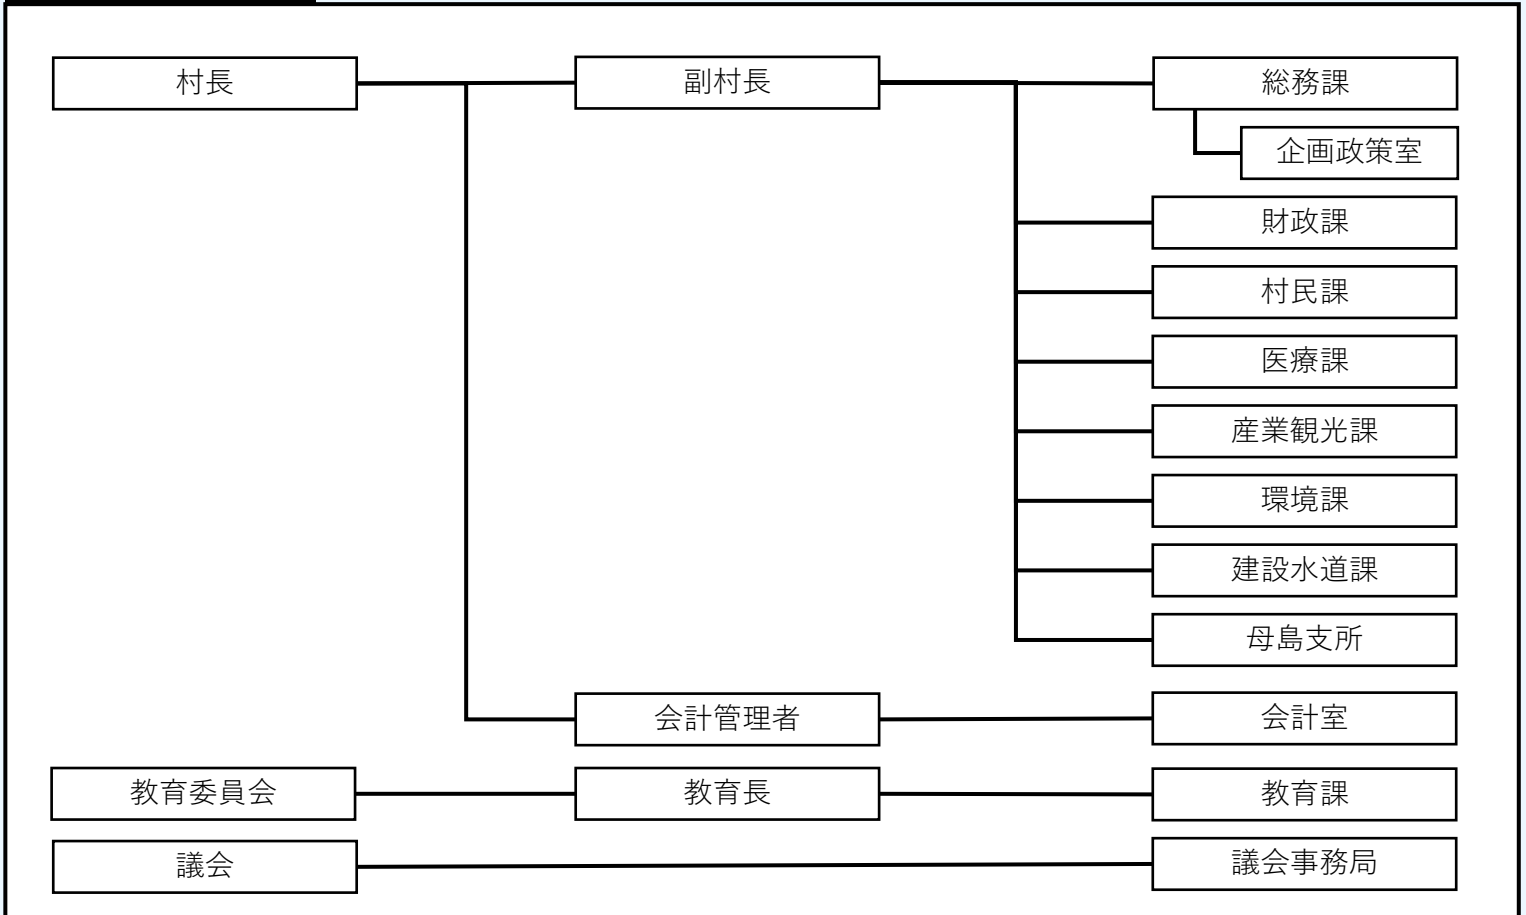 村長
副村長
総務課
企画政策室
財政課
村民課
医療課
産業観光課
環境課
建設水道課
母島支所
会計管理者
会計室
教育委員会
教育長
教育課
議会
議会事務局